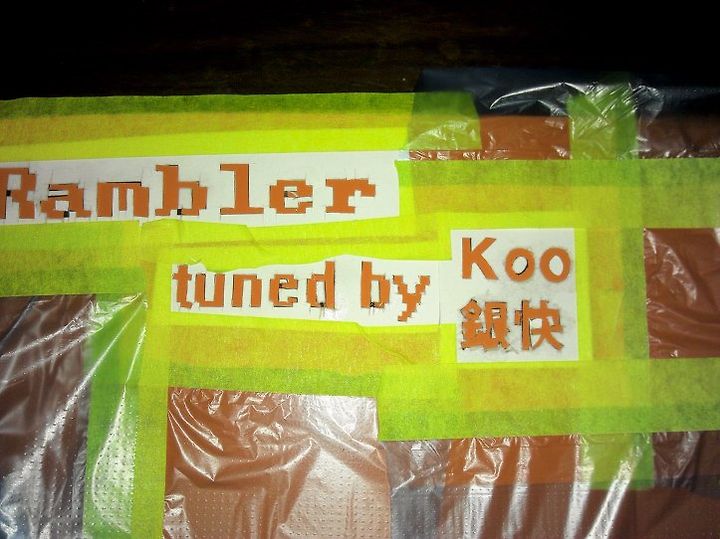 Rambler
tuned by
Koo
銀快